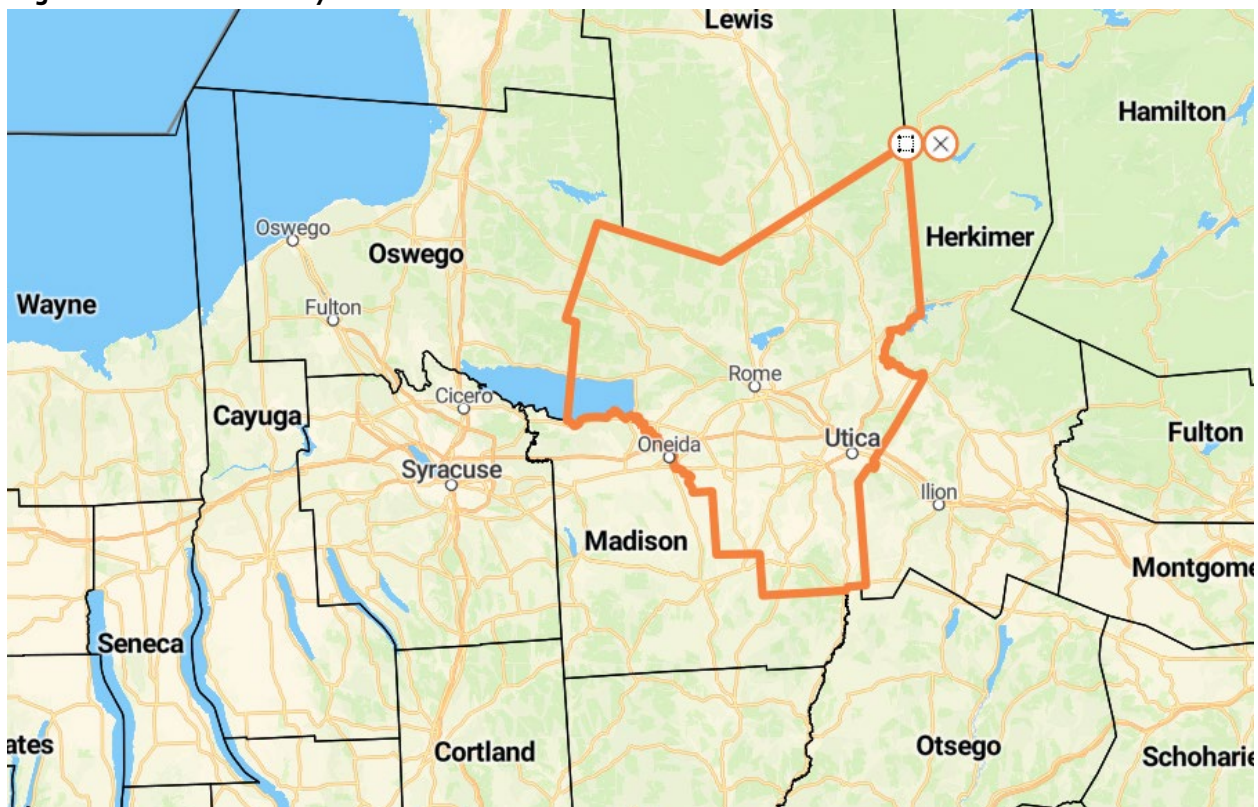 Lewis
Hamilton
Oswego
Herkimer
Oswego
Wayne
Fulton
Rome
Cicero
Cayuga
Utica
Fulton
Oneida
Syracuse
Ilion
Madison
Montgome
Seneca
Otsego
ates
Cortland
Schoharie